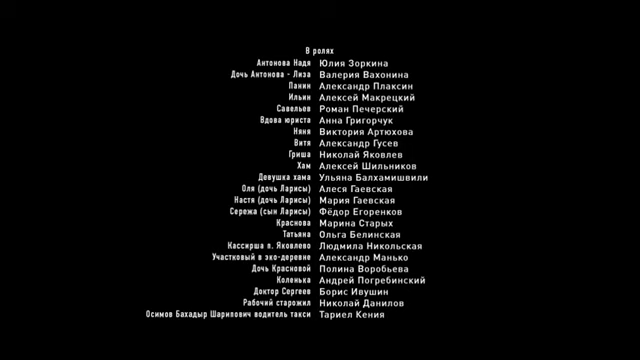 В ролях
Антонова Надя Юлия Зоркина
Дочь Антонова - Лиза Валерия Вахонина
Панин Александр Плаксин
Ильин Алексей Макрецкий
Савельев Роман Печерский
Вдова юриста Анна Григорчук
Няня Виктория Артюхова
Витя Александр Гусев
Гриша Николай Яковлев
Хам Алексей Шильников
Девушка хама Ульяна Балхамишвили
Оля (дочь Ларисы) Алеся Гаевская
Настя (дочь Ларисы) Мария Гаевская
Сережа (сын Ларисы) Фёдор Егоренков
Краснова Марина Старых
Татьяна Ольга Белинская
Кассирша п. Яковлево Людмила Никольская
Участковый в эко-деревне Александр Манько
Дочь Красновой Полина Воробьева
Коленька Андрей Погребинский
Доктор Сергеев Борис Ивушин
Рабочий старожил Николай Данилов
Осимов Бахадыр Шарипович водитель такси Тариел Кения